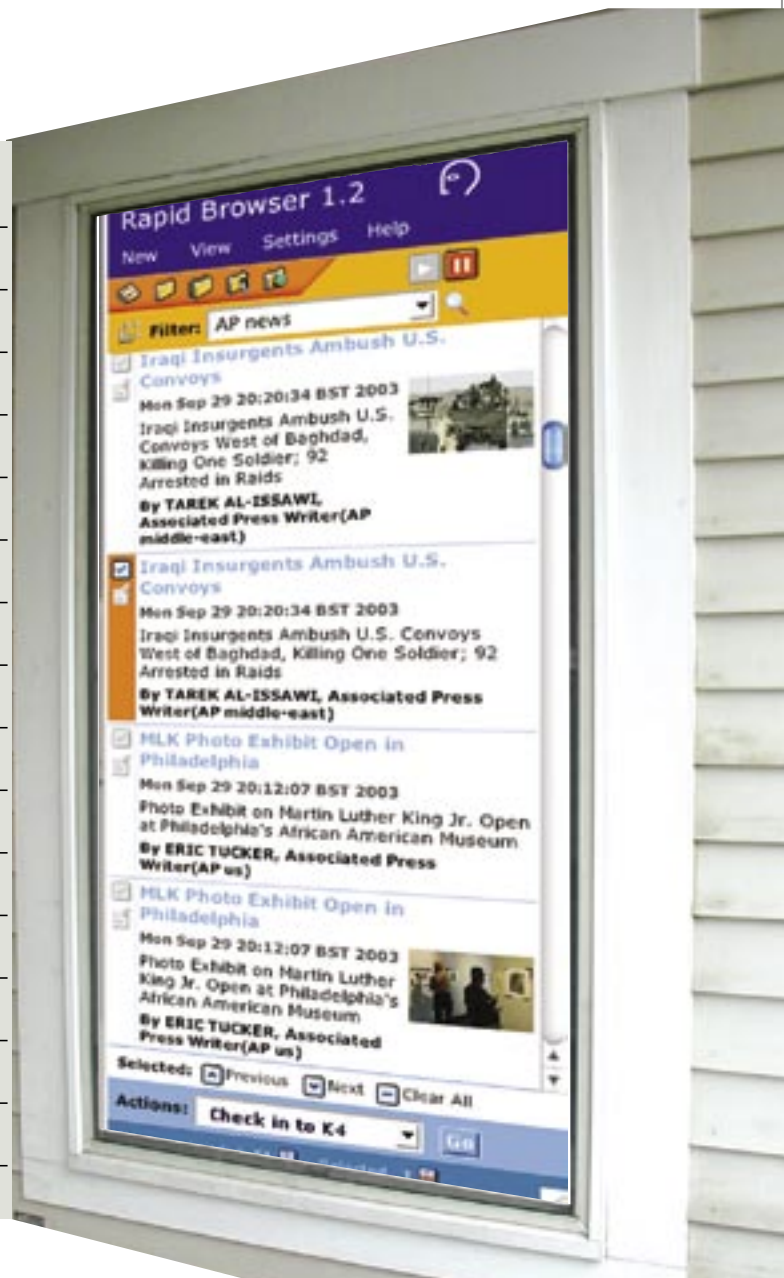 Rapid Browser 1.2
New View Settings Help
Filter: AP news
Iraqi Insurgents Ambush U.S.
Convoys
Mon Sep 29 20:20:34 BST 2003
Iraqi Insurgents Ambush U.S.
Convoys West of Baghdad,
Killing One Soldier; 92
Arrested in Raids
By TAREK AL-ISSAWI,
Associated Press Writer(AP
middle-east)
Iraqi Insurgents Ambush U.S.
Convoys
Mon Sep 29 20:20:34 BST 2003
Iraqi Insurgents Ambush U.S. Convoys
West of Baghdad, Killing One Soldier; 92
Arrested in Raids
By TAREK AL-ISSAWI, Associated Press
Writer(AP middle-east)
MLK Photo Exhibit Open in
Philadelphia
Mon Sep 29 20:12:07 BST 2003
Photo Exhibit on Martin Luther King Jr. Open
at Philadelphia's African American Museum
By ERIC TUCKER, Associated Press
Writer(AP us)
MLK Photo Exhibit Open in
Philadelphia
Mon Sep 29 20:12:07 BST 2003
Photo Exhibit on Martin Luther
King Jr. Open at Philadelphia's
African American Museum
By ERIC TUCKER, Associated
Press Writer(AP us)
Selected: Previous Next Clear All
Actions: Check in to K4 Go